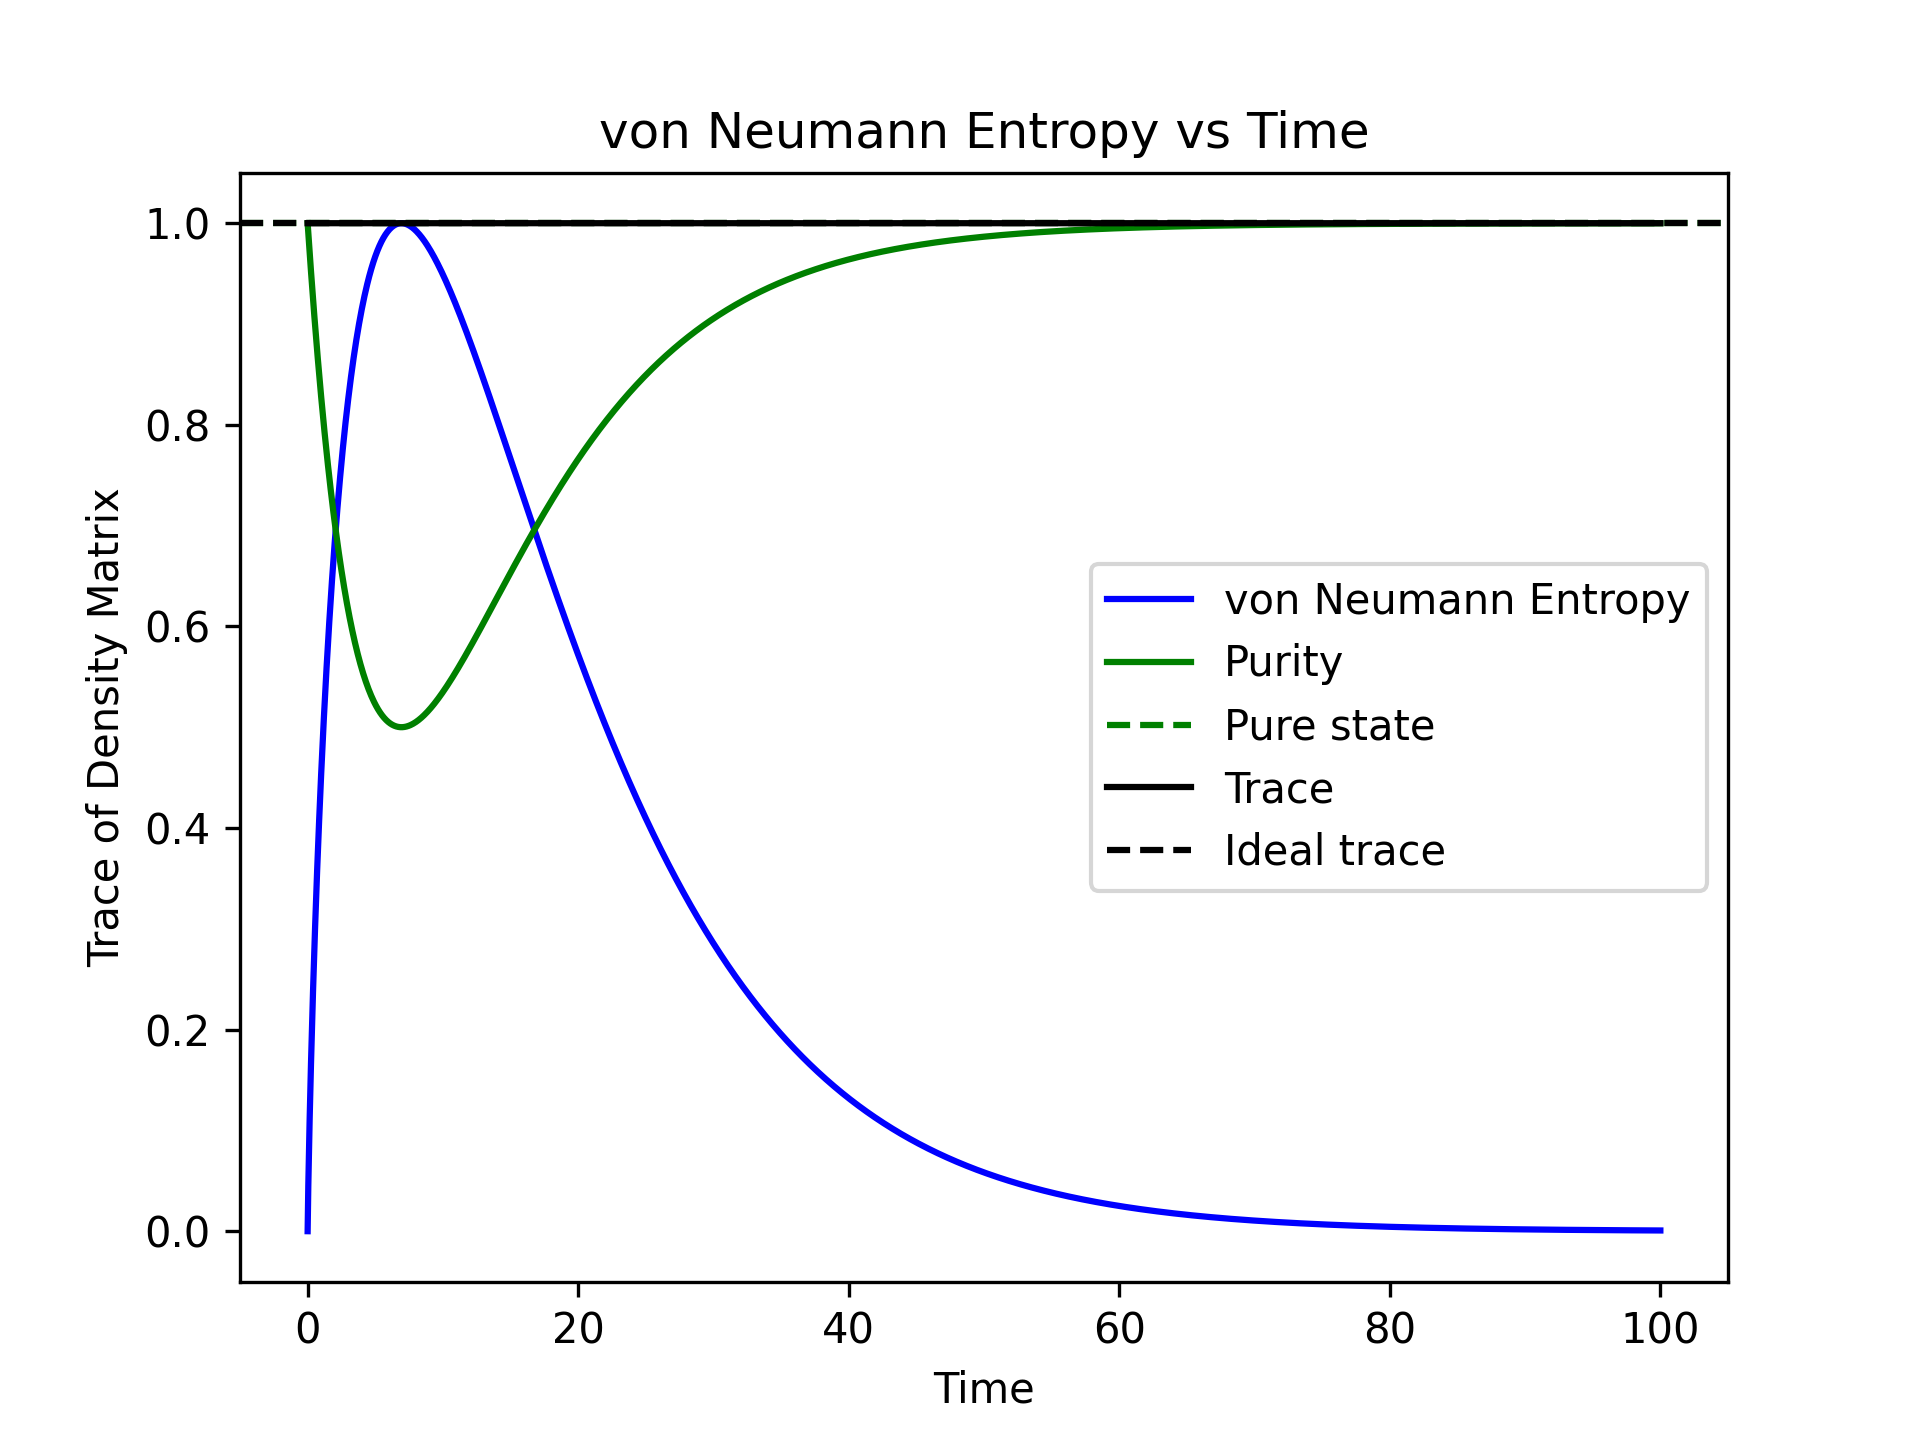 von Neumann Entropy vs Time
Trace of Density Matrix
1.0
0.8
0.6
0.4
0.2
0.0
von Neumann Entropy
Purity
Pure state
Trace
Ideal trace
0 20 40 60 80 100
Time